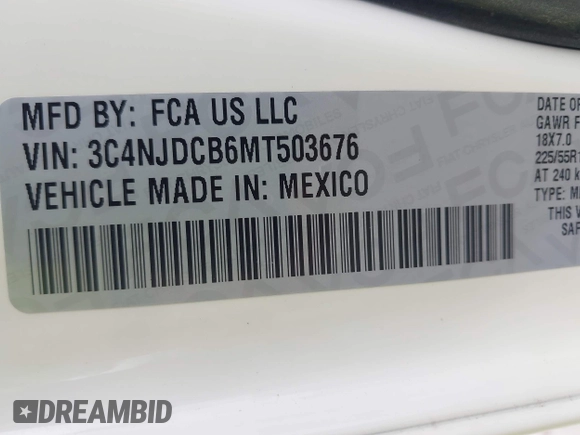 MFD BY: FCA US LLC
VIN: 3C4NJDCB6MT503676
VEHICLE MADE IN: MEXICO
DATE OF
GAWR F
18X7.0
225/55R1
AT 240 k
TYPE: M
THIS V
SAF
DREAMBID